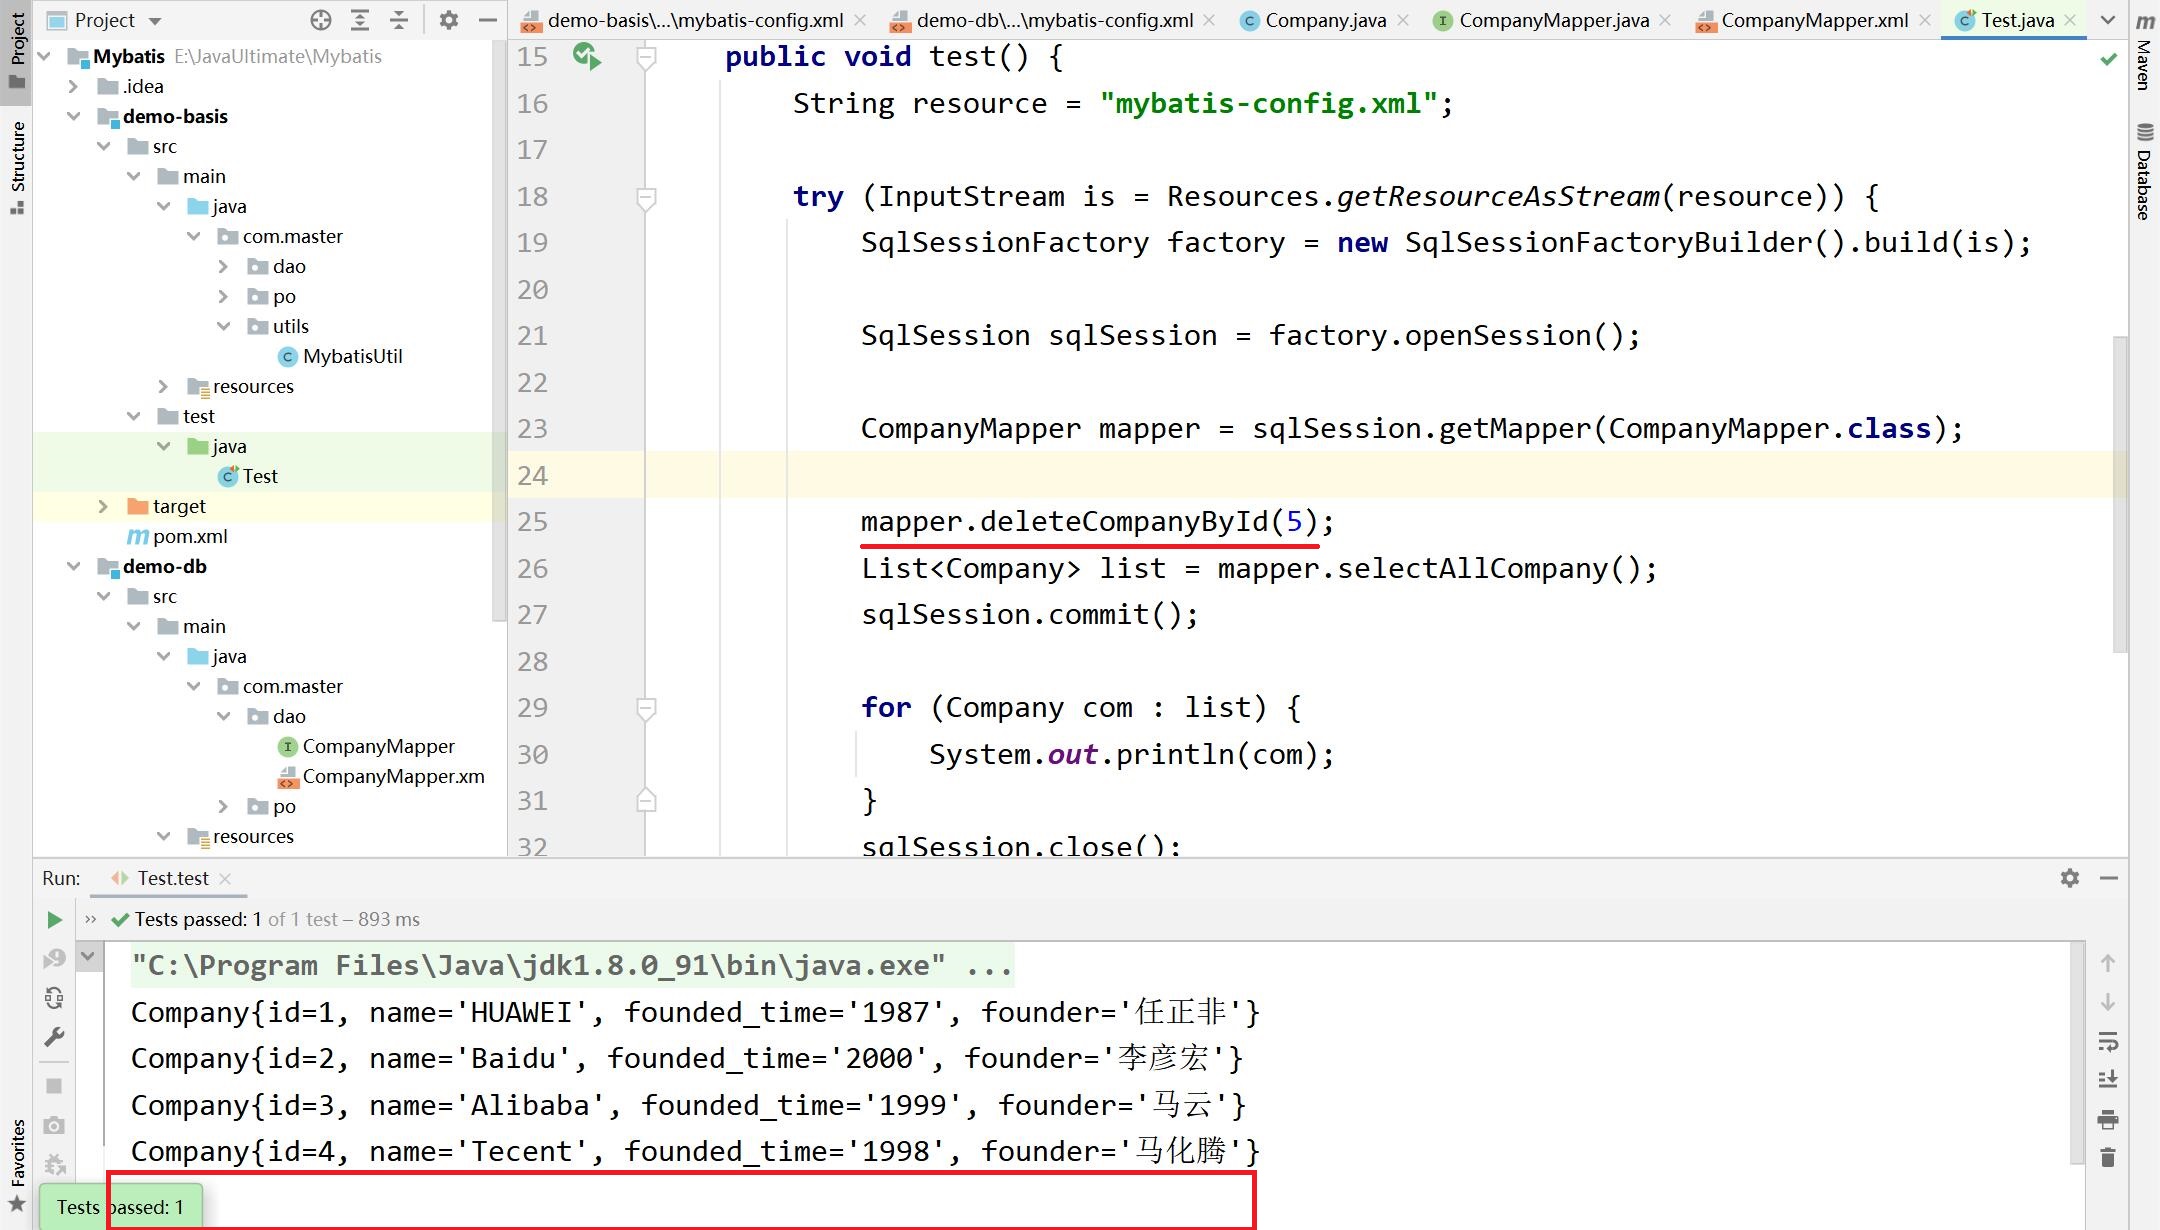 Project
demo-basis\...\mybatis-config.xml
demo-db\...\mybatis-config.xml
Company.java
CompanyMapper.java
CompanyMapper.xml
Test.java
Project
Structure
Favorites
Maven
Database
Mybatis E:\JavaUltimate\Mybatis
.idea
demo-basis
src
main
java
com.master
dao
po
utils
MybatisUtil
resources
test
java
Test
target
pom.xml
demo-db
src
main
java
com.master
dao
CompanyMapper
CompanyMapper.xm
po
resources
15 public void test() {
16 String resource = "mybatis-config.xml";
17
18 try (InputStream is = Resources.getResourceAsStream(resource)) {
19 SqlSessionFactory factory = new SqlSessionFactoryBuilder().build(is);
20
21 SqlSession sqlSession = factory.openSession();
22
23 CompanyMapper mapper = sqlSession.getMapper(CompanyMapper.class);
24
25 mapper.deleteCompanyById(5);
26 List<Company> list = mapper.selectAllCompany();
27 sqlSession.commit();
28
29 for (Company com : list) {
30 System.out.println(com);
31 }
32 sqlSession.close();
Run: Test.test
Tests passed: 1 of 1 test – 893 ms
"C:\Program Files\Java\jdk1.8.0_91\bin\java.exe" ...
Company{id=1, name='HUAWEI', founded_time='1987', founder='任正非'}
Company{id=2, name='Baidu', founded_time='2000', founder='李彦宏'}
Company{id=3, name='Alibaba', founded_time='1999', founder='马云'}
Company{id=4, name='Tecent', founded_time='1998', founder='马化腾'}
Tests passed: 1